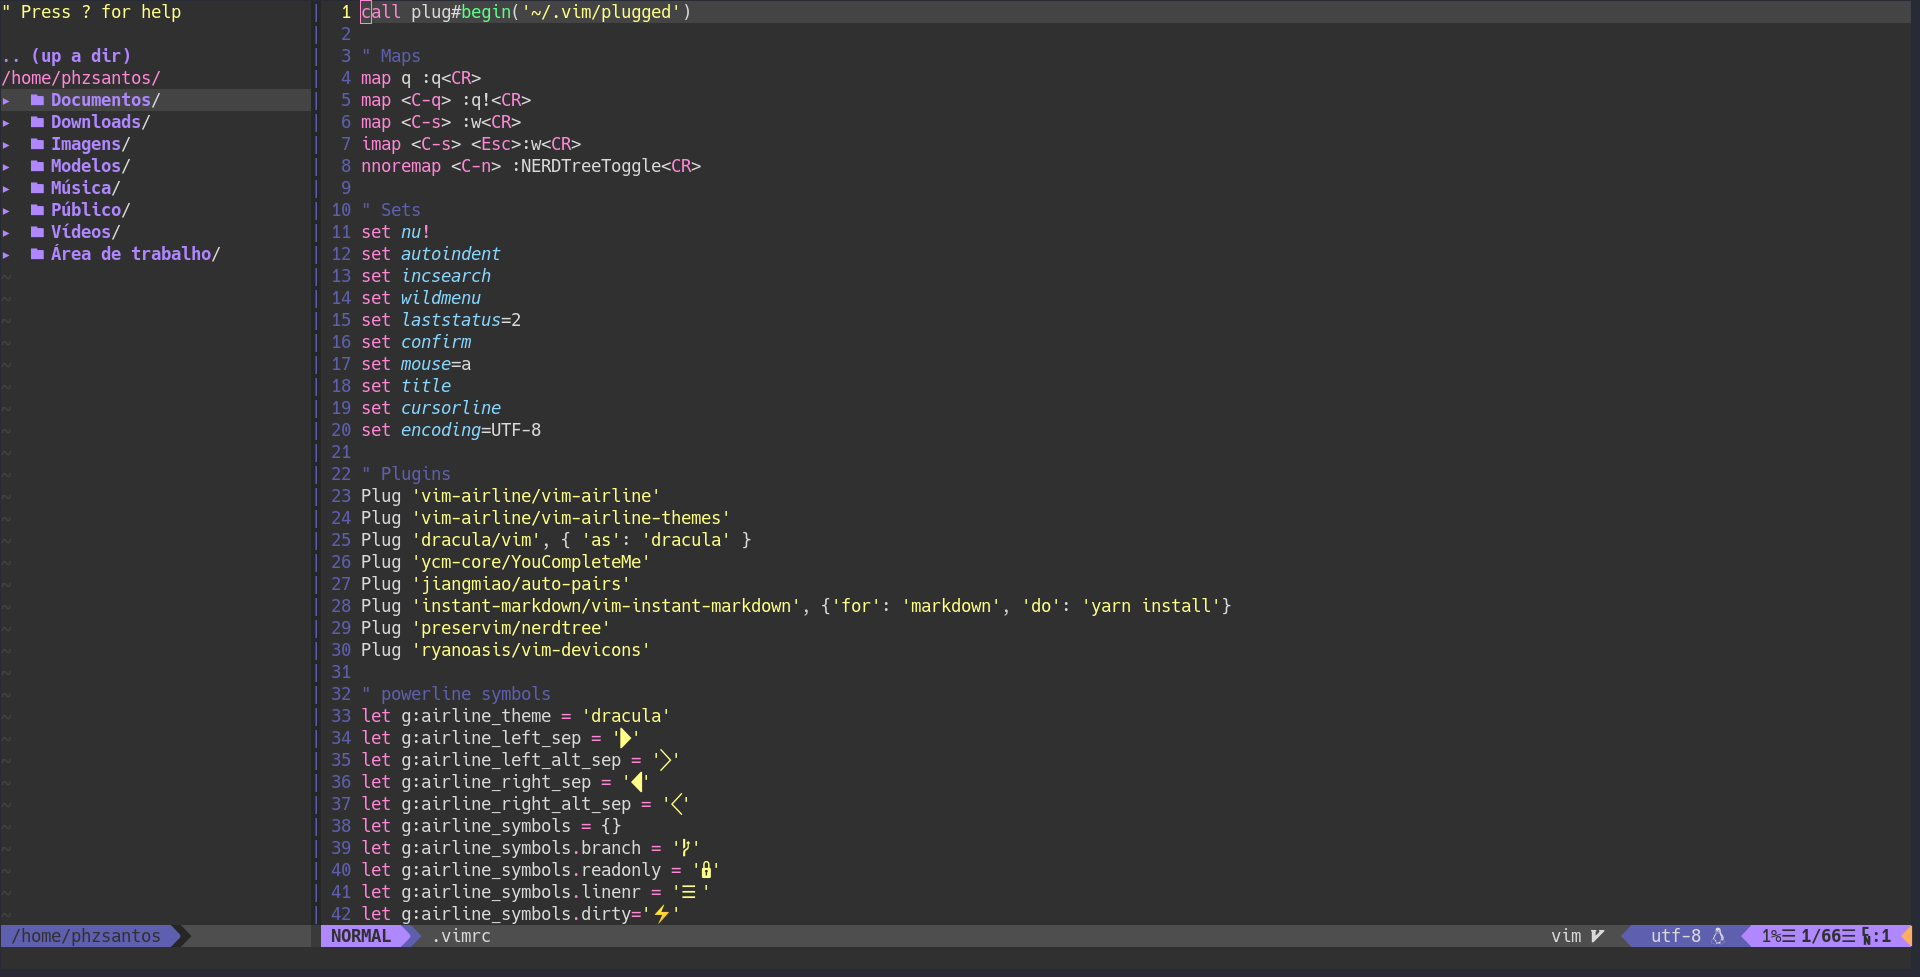 " Press ? for help
.. (up a dir)
/home/phzsantos/
▸ Documentos/
▸ Downloads/
▸ Imagens/
▸ Modelos/
▸ Música/
▸ Público/
▸ Vídeos/
▸ Área de trabalho/
/home/phzsantos
1 call plug#begin('~/.vim/plugged')
2
3 " Maps
4 map q :q<CR>
5 map <C-q> :q!<CR>
6 map <C-s> :w<CR>
7 imap <C-s> <Esc>:w<CR>
8 nnoremap <C-n> :NERDTreeToggle<CR>
9
10 " Sets
11 set nu!
12 set autoindent
13 set incsearch
14 set wildmenu
15 set laststatus=2
16 set confirm
17 set mouse=a
18 set title
19 set cursorline
20 set encoding=UTF-8
21
22 " Plugins
23 Plug 'vim-airline/vim-airline'
24 Plug 'vim-airline/vim-airline-themes'
25 Plug 'dracula/vim', { 'as': 'dracula' }
26 Plug 'ycm-core/YouCompleteMe'
27 Plug 'jiangmiao/auto-pairs'
28 Plug 'instant-markdown/vim-instant-markdown', {'for': 'markdown', 'do': 'yarn install'}
29 Plug 'preservim/nerdtree'
30 Plug 'ryanoasis/vim-devicons'
31
32 " powerline symbols
33 let g:airline_theme = 'dracula'
34 let g:airline_left_sep = ''
35 let g:airline_left_alt_sep = ''
36 let g:airline_right_sep = ''
37 let g:airline_right_alt_sep = ''
38 let g:airline_symbols = {}
39 let g:airline_symbols.branch = ''
40 let g:airline_symbols.readonly = ''
41 let g:airline_symbols.linenr = '☰ '
42 let g:airline_symbols.dirty='⚡'
NORMAL .vimrc vim utf-8 1%☰ 1/66☰ :1